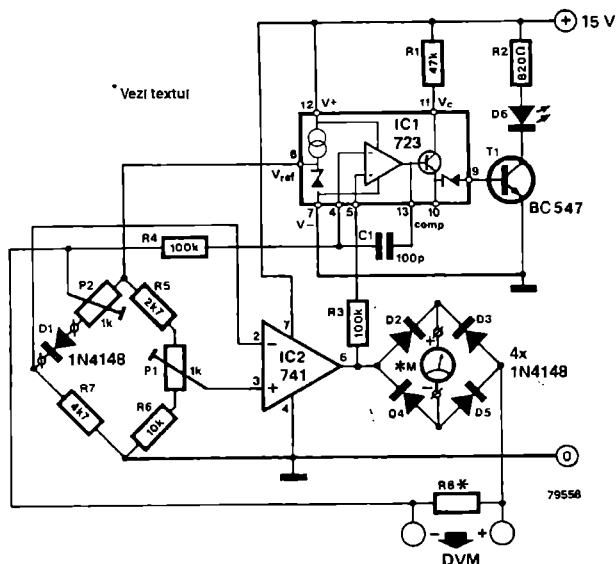 + 15 V
R1
47k
R2
820Ω
* Vezi textul
12 V+
11 Vc
IC1
723
D6
6
Vref
T1
9
BC 547
7
V−
4
5
13
comp
10
R4
100k
C1
100p
P2
1k
R5
2k7
D1
1N4148
R3
100k
D2
D3
P1
1k
2
7
IC2
741
6
3
4
+
*M
−
4x
1N4148
R7
4k7
R6
10k
D4
D5
0
R8*
79558
− +
DVM